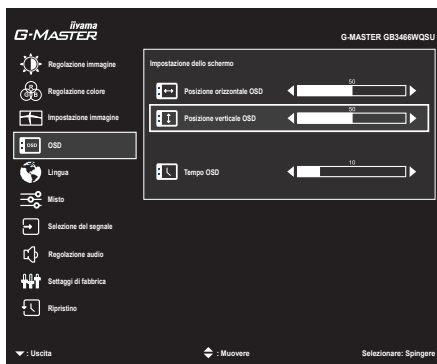 iiyama
G-MASTER
G-MASTER GB3466WQSU
Regolazione immagine
Regolazione colore
Impostazione immagine
OSD
Lingua
Misto
Selezione del segnale
Regolazione audio
Settaggi di fabbrica
Ripristino
Impostazione dello schermo
Posizione orizzontale OSD
50
Posizione verticale OSD
50
Tempo OSD
10
R
G B
OSD
: Uscita
: Muovere
Selezionare: Spingere